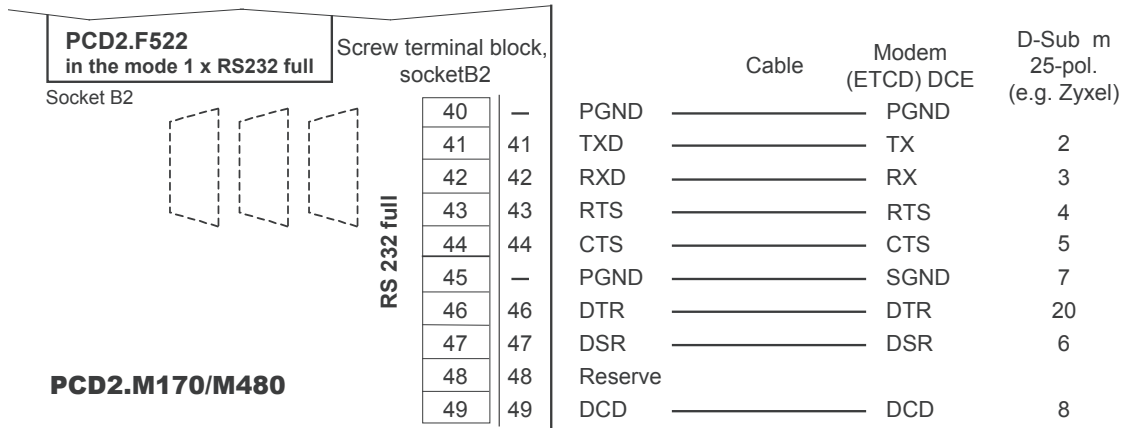 PCD2.F522
in the mode 1 x RS232 full
Socket B2
Screw terminal block,
socketB2
Cable
Modem
(ETCD) DCE
D-Sub m
25-pol.
(e.g. Zyxel)
40 – PGND PGND
41 41 TXD TX 2
42 42 RXD RX 3
43 43 RTS RTS 4
44 44 CTS CTS 5
45 – PGND SGND 7
46 46 DTR DTR 20
47 47 DSR DSR 6
48 48 Reserve
49 49 DCD DCD 8
RS 232 full
PCD2.M170/M480